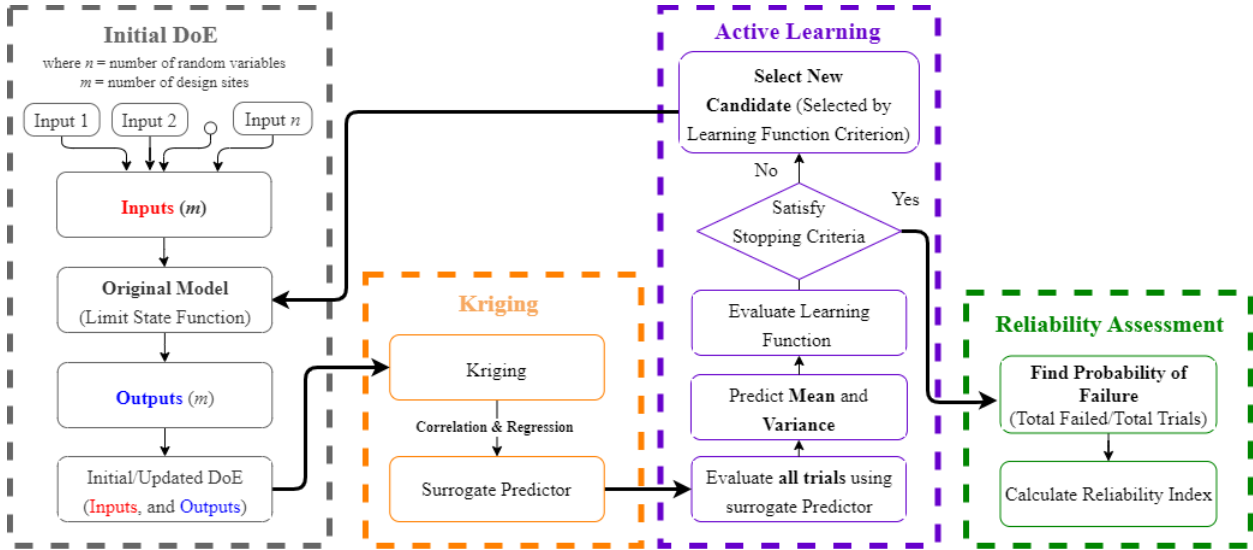 Initial DoE
where n = number of random variables
m = number of design sites
Input 1
Input 2
Input n
Inputs (m)
Original Model
(Limit State Function)
Outputs (m)
Initial/Updated DoE
(Inputs, and Outputs)
Kriging
Kriging
Correlation & Regression
Surrogate Predictor
Active Learning
Select New
Candidate (Selected by
Learning Function Criterion)
No
Yes
Satisfy
Stopping Criteria
Evaluate Learning
Function
Predict Mean and
Variance
Evaluate all trials using
surrogate Predictor
Reliability Assessment
Find Probability of
Failure
(Total Failed/Total Trials)
Calculate Reliability Index